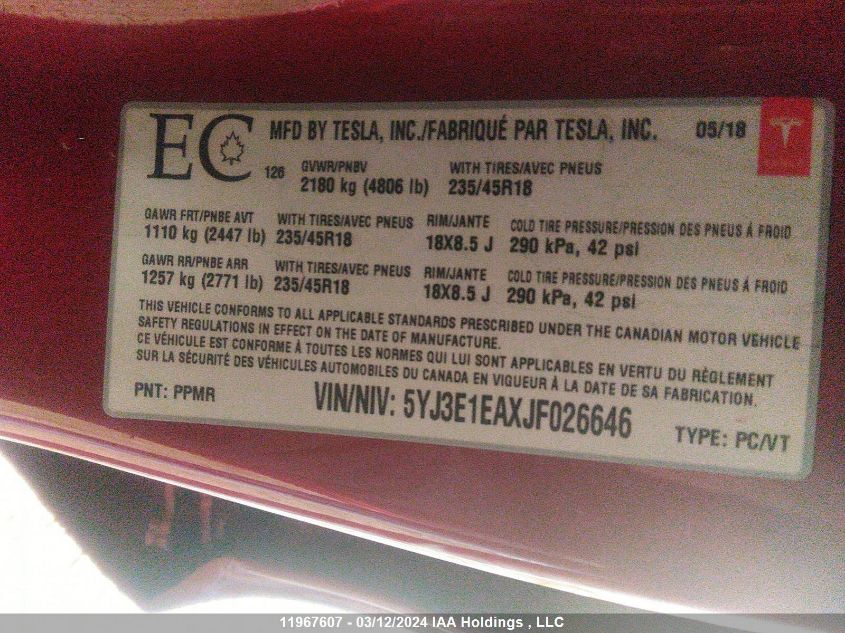 EC MFD BY TESLA, INC./FABRIQUÉ PAR TESLA, INC. 05/18
126 GVWR/PNBV WITH TIRES/AVEC PNEUS
2180 kg (4806 lb) 235/45R18
GAWR FRT/PNBE AVT WITH TIRES/AVEC PNEUS RIM/JANTE COLD TIRE PRESSURE/PRESSION DES PNEUS À FROID
1110 kg (2447 lb) 235/45R18 18X8.5 J 290 kPa, 42 psi
GAWR RR/PNBE ARR WITH TIRES/AVEC PNEUS RIM/JANTE COLD TIRE PRESSURE/PRESSION DES PNEUS À FROID
1257 kg (2771 lb) 235/45R18 18X8.5 J 290 kPa, 42 psi
THIS VEHICLE CONFORMS TO ALL APPLICABLE STANDARDS PRESCRIBED UNDER THE CANADIAN MOTOR VEHICLE
SAFETY REGULATIONS IN EFFECT ON THE DATE OF MANUFACTURE.
CE VÉHICULE EST CONFORME À TOUTES LES NORMES QUI LUI SONT APPLICABLES EN VERTU DU RÈGLEMENT
SUR LA SÉCURITÉ DES VÉHICULES AUTOMOBILES DU CANADA EN VIGUEUR À LA DATE DE SA FABRICATION.
PNT: PPMR VIN/NIV: 5YJ3E1EAXJF026646 TYPE: PC/VT
11967607 - 03/12/2024 IAA Holdings , LLC